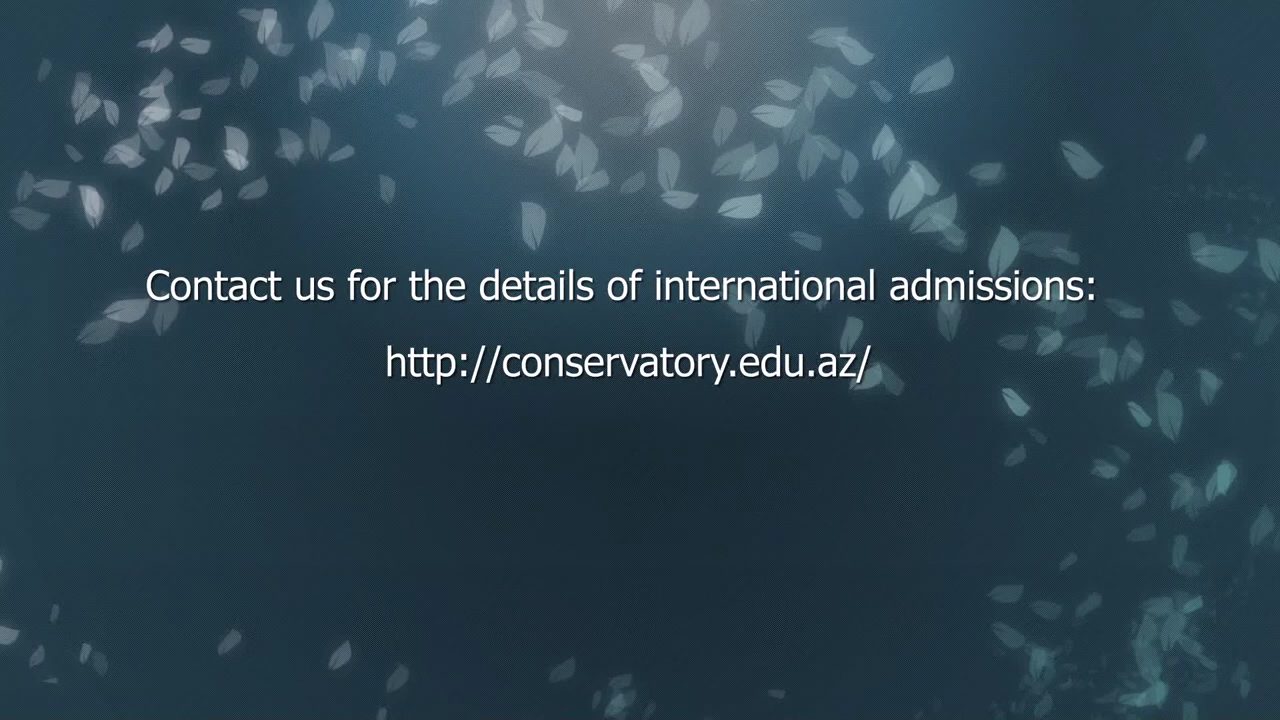 Contact us for the details of international admissions:
http://conservatory.edu.az/